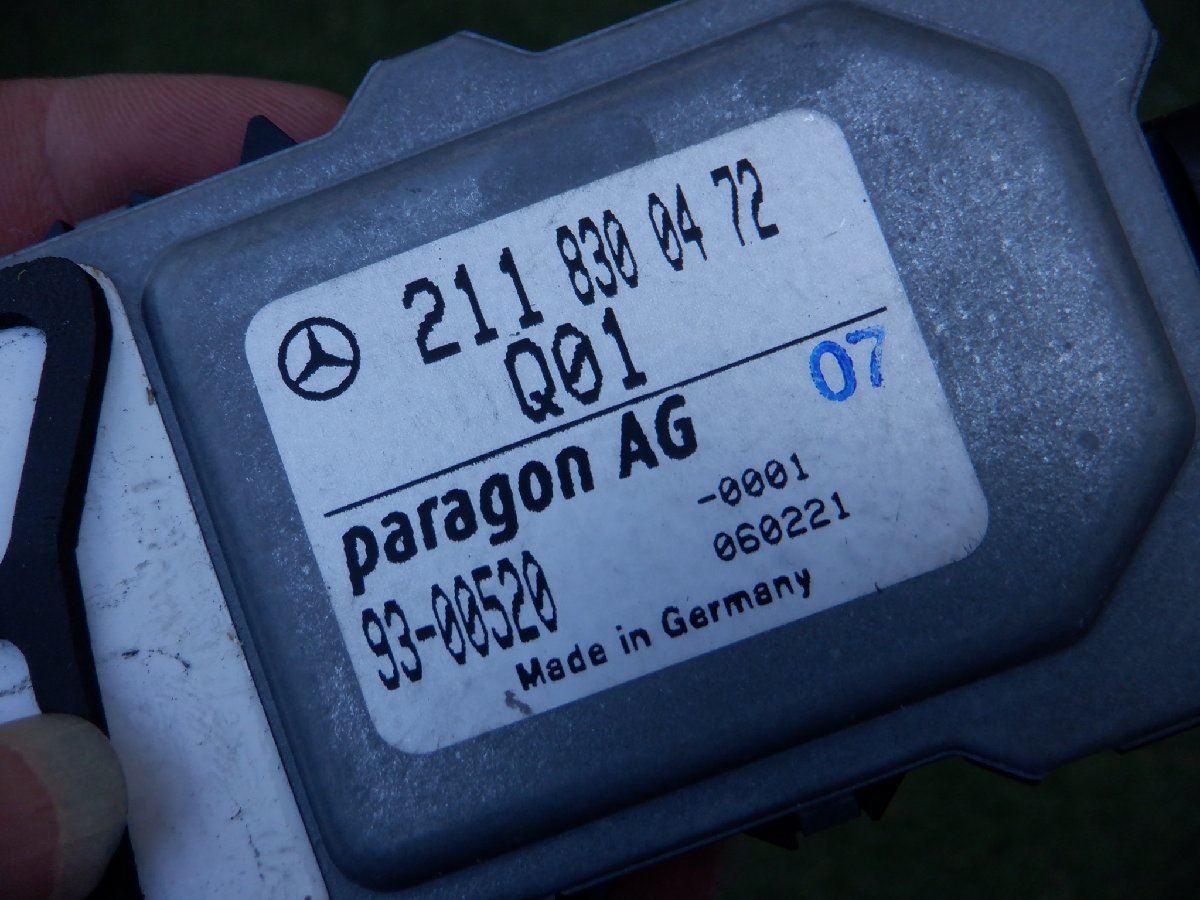 211 830 04 72
Q01
07
paragon AG
-0001
93-00520
060221
Made in Germany